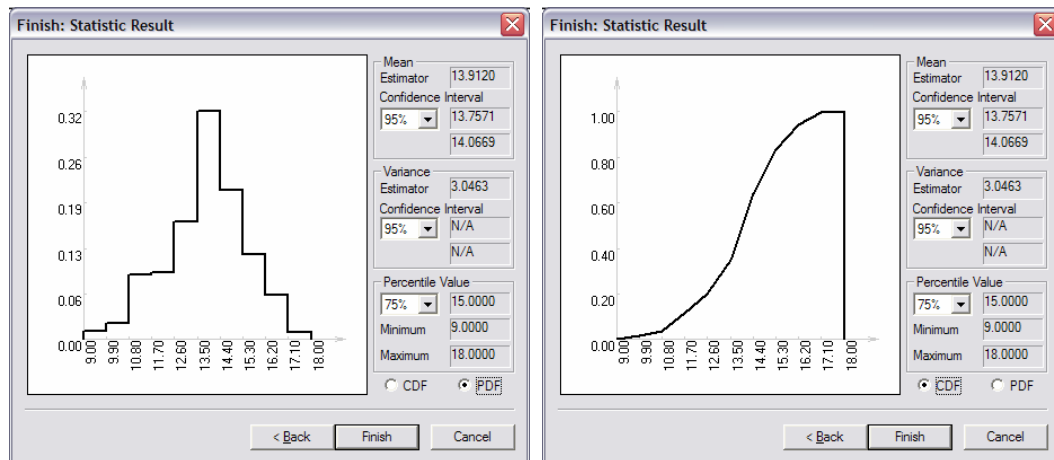 Finish: Statistic Result
0.32
0.26
0.19
0.13
0.06
0.00
9.00
9.90
10.80
11.70
12.60
13.50
14.40
15.30
16.20
17.10
18.00
Mean
Estimator 13.9120
Confidence Interval
95% 13.7571
14.0669
Variance
Estimator 3.0463
Confidence Interval
95% N/A
N/A
Percentile Value
75% 15.0000
Minimum 9.0000
Maximum 18.0000
CDF PDF
< Back Finish Cancel
Finish: Statistic Result
1.00
0.80
0.60
0.40
0.20
0.00
9.00
9.90
10.80
11.70
12.60
13.50
14.40
15.30
16.20
17.10
18.00
Mean
Estimator 13.9120
Confidence Interval
95% 13.7571
14.0669
Variance
Estimator 3.0463
Confidence Interval
95% N/A
N/A
Percentile Value
75% 15.0000
Minimum 9.0000
Maximum 18.0000
CDF PDF
< Back Finish Cancel